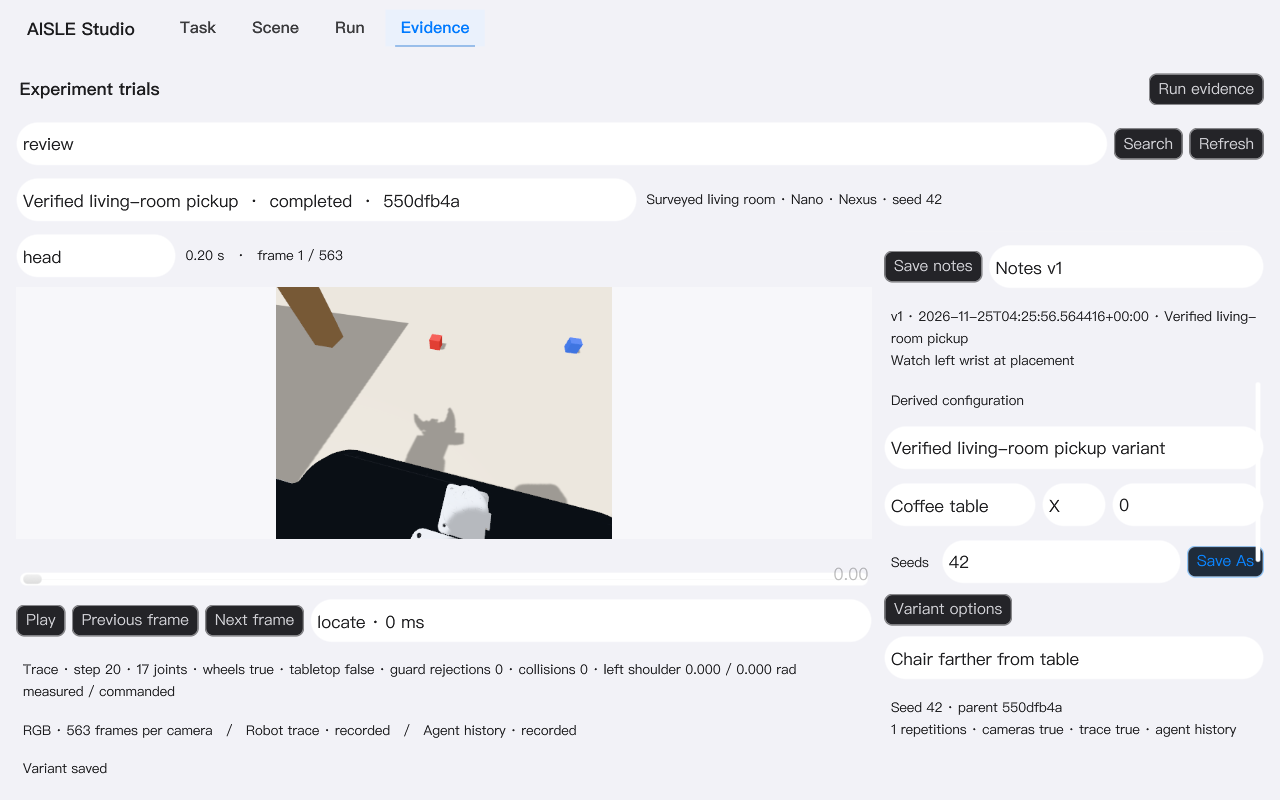 AISLE Studio Task Scene Run Evidence
Experiment trials Run evidence
review Search Refresh
Verified living-room pickup · completed · 550dfb4a Surveyed living room · Nano · Nexus · seed 42
head 0.20 s · frame 1 / 563
Save notes Notes v1
v1 · 2026-11-25T04:25:56.564416+00:00 · Verified living-
room pickup
Watch left wrist at placement
Derived configuration
Verified living-room pickup variant
Coffee table X 0
Seeds 42 Save As
Variant options
Chair farther from table
Seed 42 · parent 550dfb4a
1 repetitions · cameras true · trace true · agent history
0.00
Play Previous frame Next frame locate · 0 ms
Trace · step 20 · 17 joints · wheels true · tabletop false · guard rejections 0 · collisions 0 · left shoulder 0.000 / 0.000 rad
measured / commanded
RGB · 563 frames per camera / Robot trace · recorded / Agent history · recorded
Variant saved